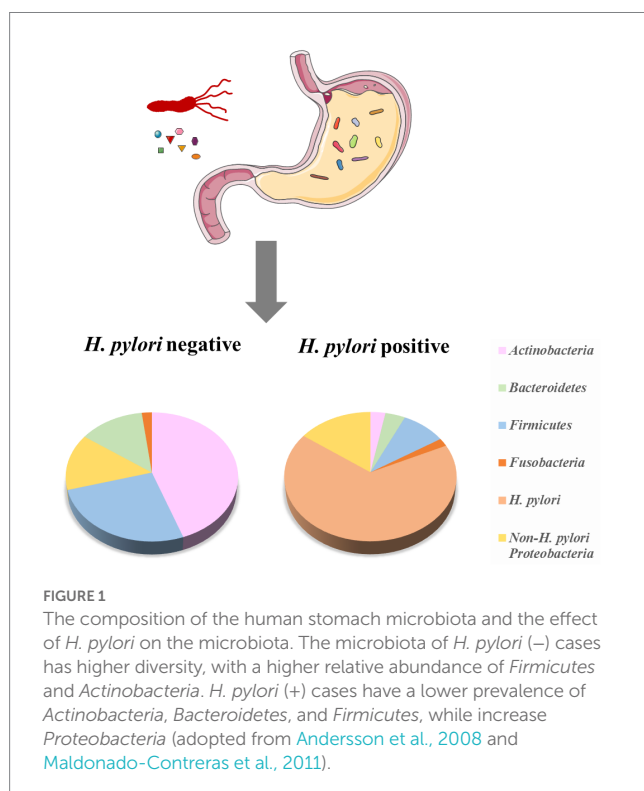 H. pylori negative
H. pylori positive
Actinobacteria
Bacteroidetes
Firmicutes
Fusobacteria
H. pylori
Non-H. pylori
Proteobacteria
FIGURE 1
The composition of the human stomach microbiota and the effect
of H. pylori on the microbiota. The microbiota of H. pylori (−) cases
has higher diversity, with a higher relative abundance of Firmicutes
and Actinobacteria. H. pylori (+) cases have a lower prevalence of
Actinobacteria, Bacteroidetes, and Firmicutes, while increase
Proteobacteria (adopted from Andersson et al., 2008 and
Maldonado-Contreras et al., 2011).